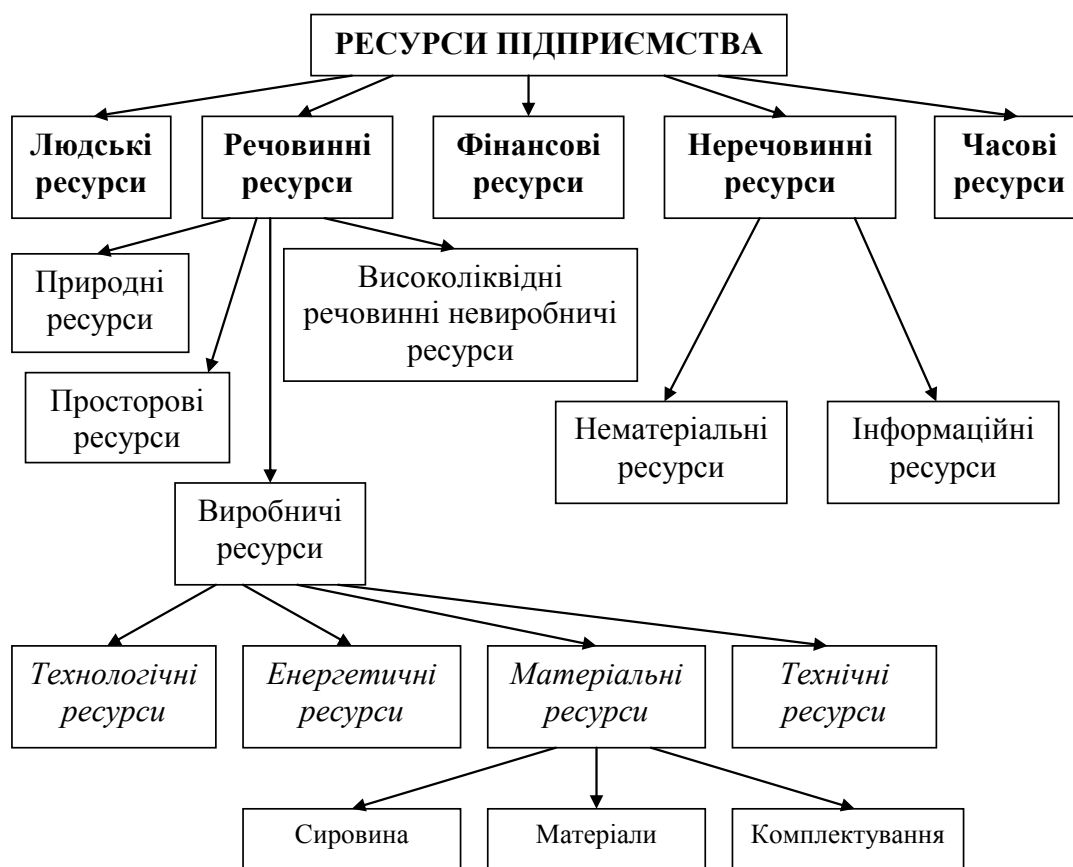 РЕСУРСИ ПІДПРИЄМСТВА
Людські
ресурси
Речовинні
ресурси
Фінансові
ресурси
Неречовинні
ресурси
Часові
ресурси
Природні
ресурси
Високоліквідні
речовинні невиробничі
ресурси
Просторові
ресурси
Нематеріальні
ресурси
Інформаційні
ресурси
Виробничі
ресурси
Технологічні
ресурси
Енергетичні
ресурси
Матеріальні
ресурси
Технічні
ресурси
Сировина
Матеріали
Комплектування